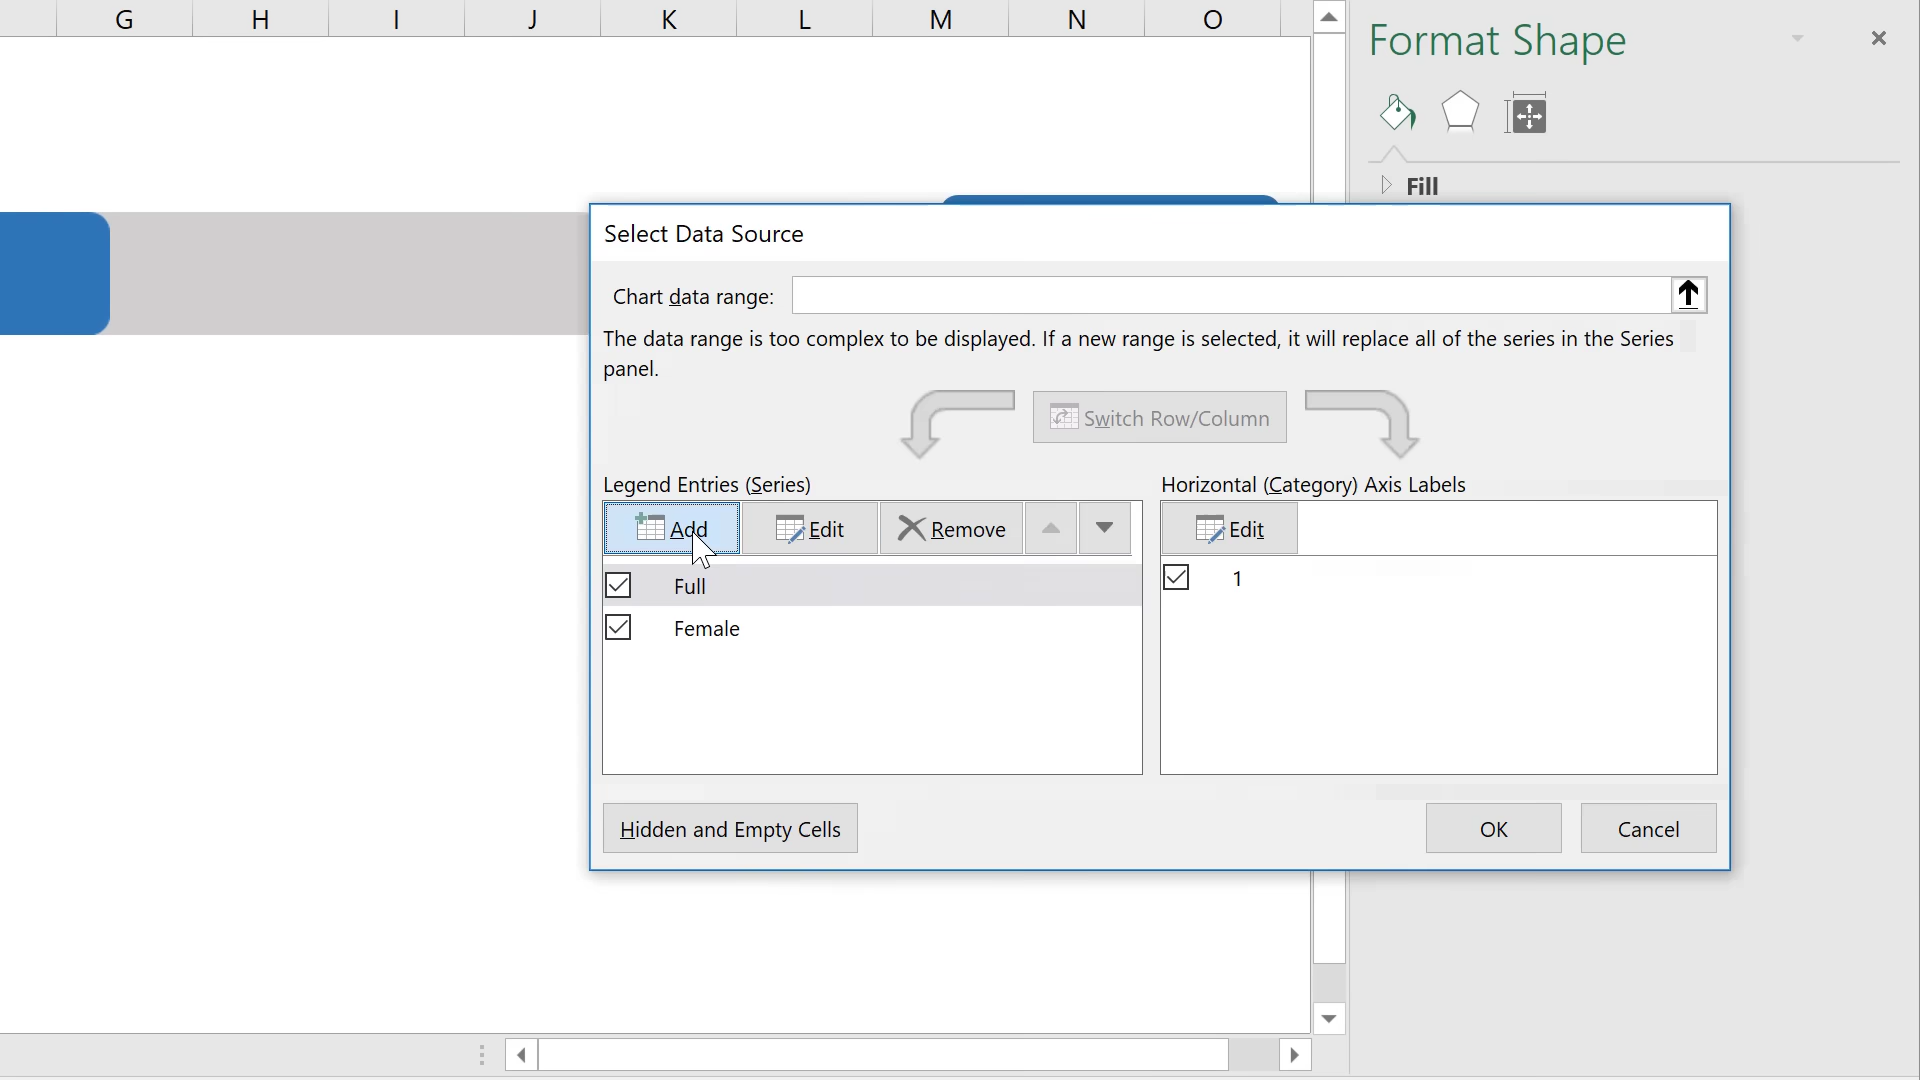 G H I J K L M N O
Format Shape
Fill
Select Data Source
Chart data range:
The data range is too complex to be displayed. If a new range is selected, it will replace all of the series in the Series
panel.
Switch Row/Column
Legend Entries (Series)
Horizontal (Category) Axis Labels
Add Edit Remove
Edit
Full
1
Female
Hidden and Empty Cells
OK Cancel